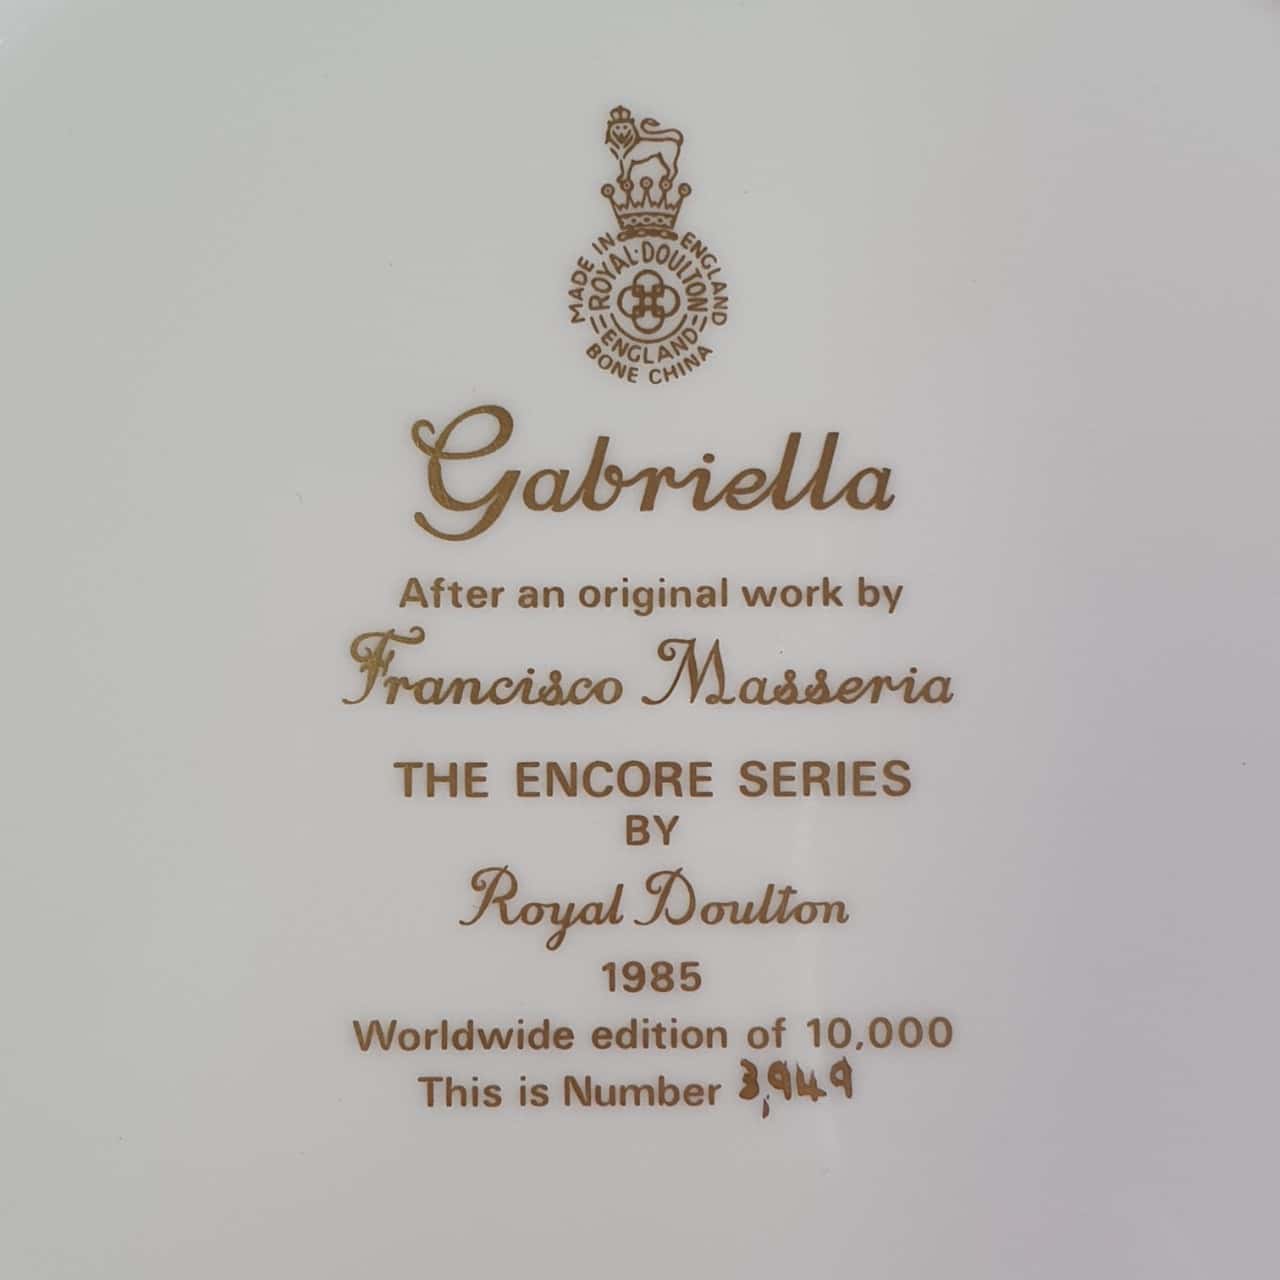 MADE IN ENGLAND
ROYAL·DOULTON
ENGLAND
BONE CHINA
Gabriella
After an original work by
Francisco Masseria
THE ENCORE SERIES
BY
Royal Doulton
1985
Worldwide edition of 10,000
This is Number 3,949